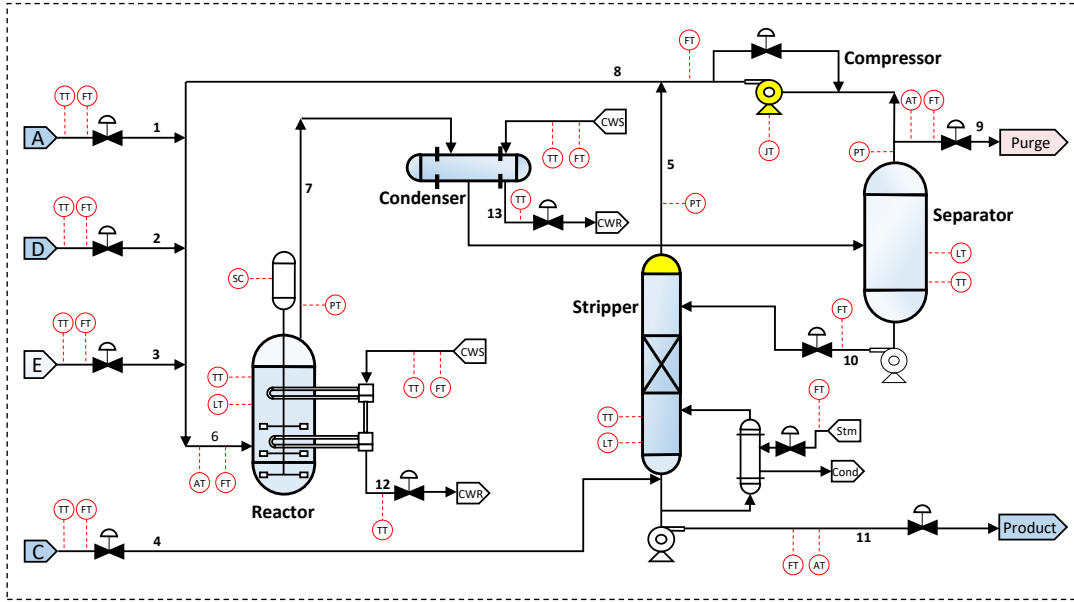 FT
Compressor
8
TT
FT
AT
FT
A
1
CWS
9
Purge
PT
JT
7
TT
FT
5
Condenser
TT
13
PT
Separator
TT
FT
CWR
D
2
LT
SC
Stripper
TT
PT
FT
TT
FT
CWS
E
3
10
TT
TT
FT
FT
LT
TT
Stm
6
LT
Cond
AT
FT
12
CWR
Reactor
TT
TT
FT
C
4
Product
11
FT
AT